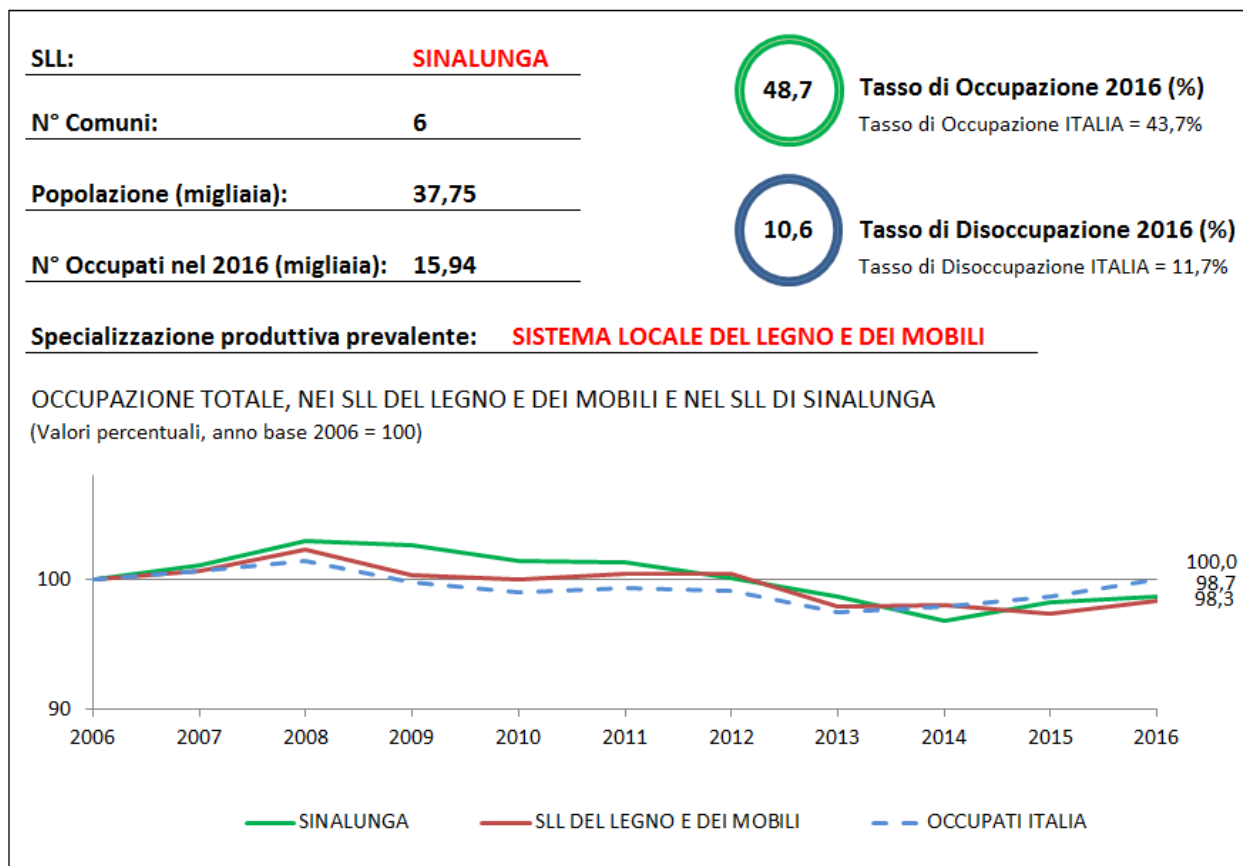 SLL: SINALUNGA
N° Comuni: 6
Popolazione (migliaia): 37,75
N° Occupati nel 2016 (migliaia): 15,94
48,7 Tasso di Occupazione 2016 (%)
Tasso di Occupazione ITALIA = 43,7%
10,6 Tasso di Disoccupazione 2016 (%)
Tasso di Disoccupazione ITALIA = 11,7%
Specializzazione produttiva prevalente: SISTEMA LOCALE DEL LEGNO E DEI MOBILI
OCCUPAZIONE TOTALE, NEI SLL DEL LEGNO E DEI MOBILI E NEL SLL DI SINALUNGA
(Valori percentuali, anno base 2006 = 100)
100
90
100,0
98,7
98,3
2006 2007 2008 2009 2010 2011 2012 2013 2014 2015 2016
SINALUNGA SLL DEL LEGNO E DEI MOBILI OCCUPATI ITALIA